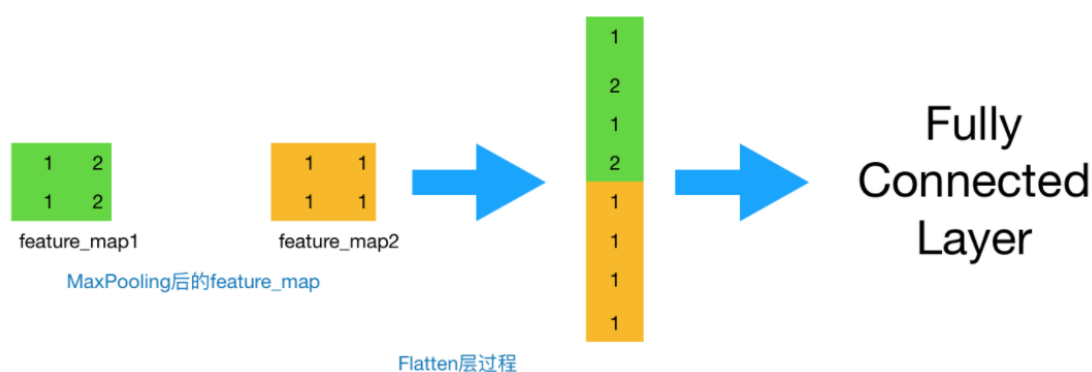 1 2
1 2
feature_map1
1 1
1 1
feature_map2
MaxPooling后的feature_map
1
2
1
2
1
1
1
1
Flatten层过程
Fully
Connected
Layer